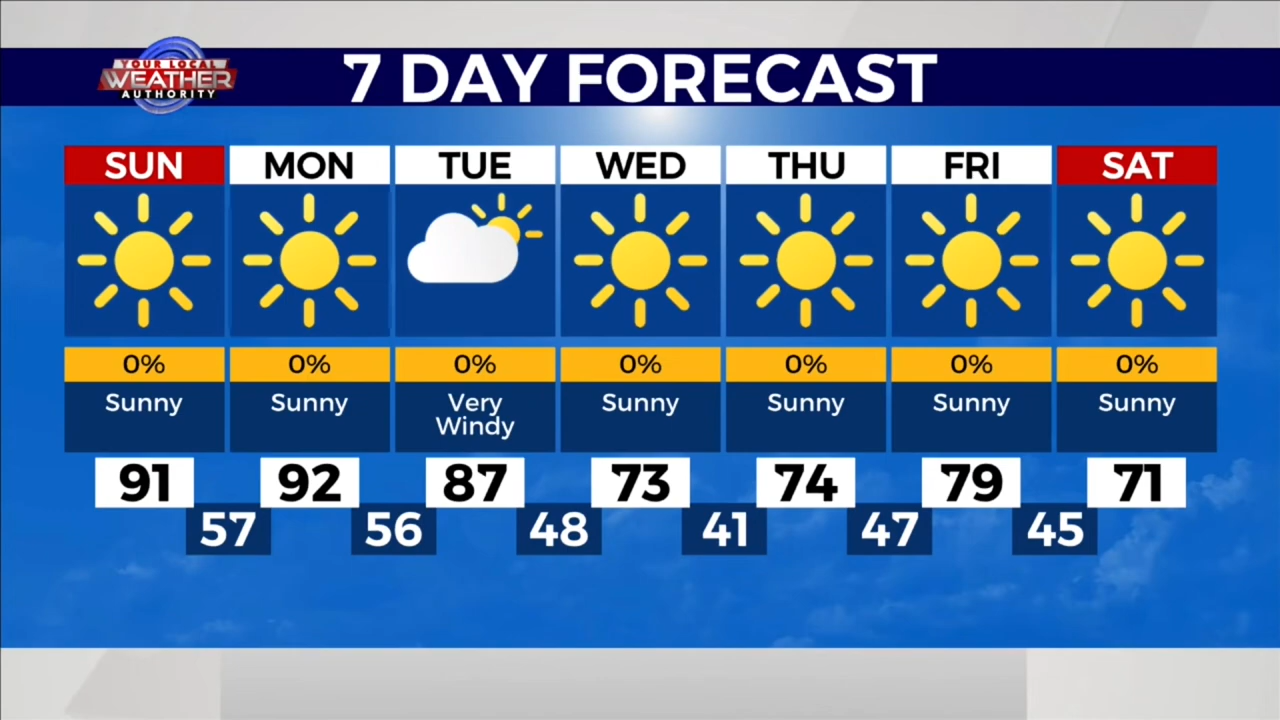 YOUR LOCAL
WEATHER
AUTHORITY
7 DAY FORECAST
SUN MON TUE WED THU FRI SAT
0% 0% 0% 0% 0% 0% 0%
Sunny Sunny Very Sunny Sunny Sunny Sunny
Windy
91 92 87 73 74 79 71
57 56 48 41 47 45